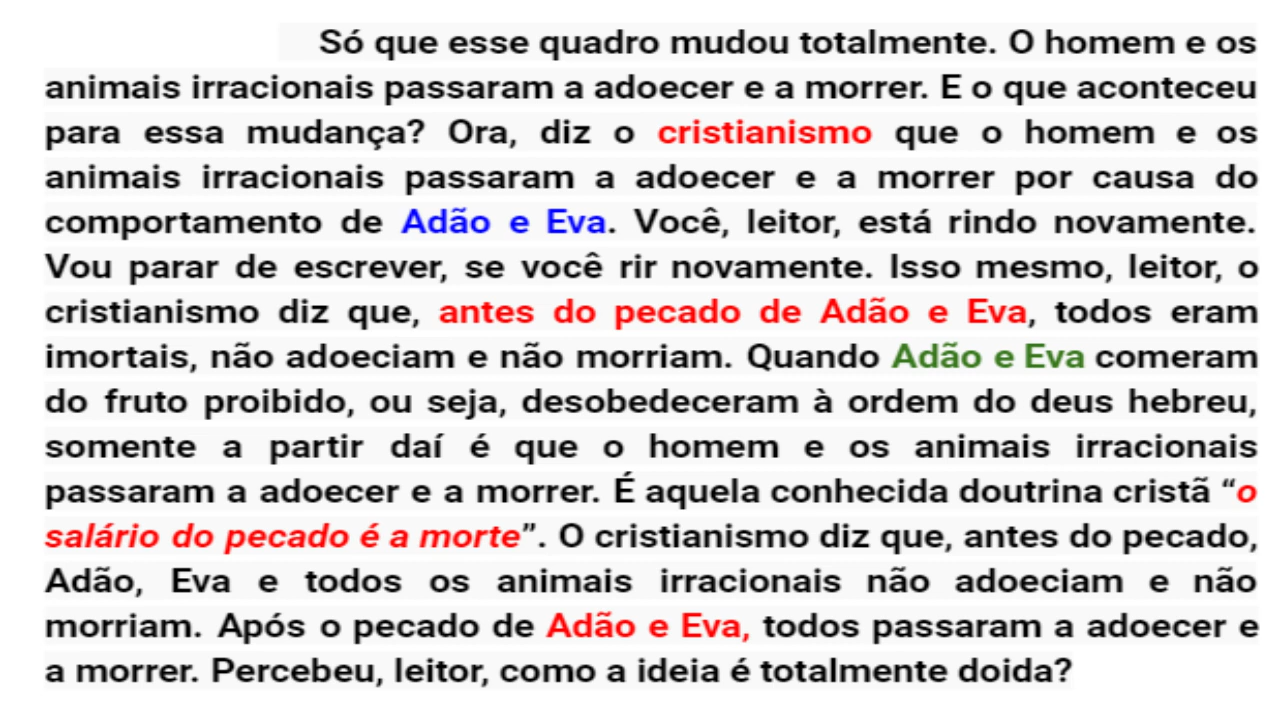 Só que esse quadro mudou totalmente. O homem e os
animais irracionais passaram a adoecer e a morrer. E o que aconteceu
para essa mudança? Ora, diz o cristianismo que o homem e os
animais irracionais passaram a adoecer e a morrer por causa do
comportamento de Adão e Eva. Você, leitor, está rindo novamente.
Vou parar de escrever, se você rir novamente. Isso mesmo, leitor, o
cristianismo diz que, antes do pecado de Adão e Eva, todos eram
imortais, não adoeciam e não morriam. Quando Adão e Eva comeram
do fruto proibido, ou seja, desobedeceram à ordem do deus hebreu,
somente a partir daí é que o homem e os animais irracionais
passaram a adoecer e a morrer. É aquela conhecida doutrina cristã “o
salário do pecado é a morte”. O cristianismo diz que, antes do pecado,
Adão, Eva e todos os animais irracionais não adoeciam e não
morriam. Após o pecado de Adão e Eva, todos passaram a adoecer e
a morrer. Percebeu, leitor, como a ideia é totalmente doida?